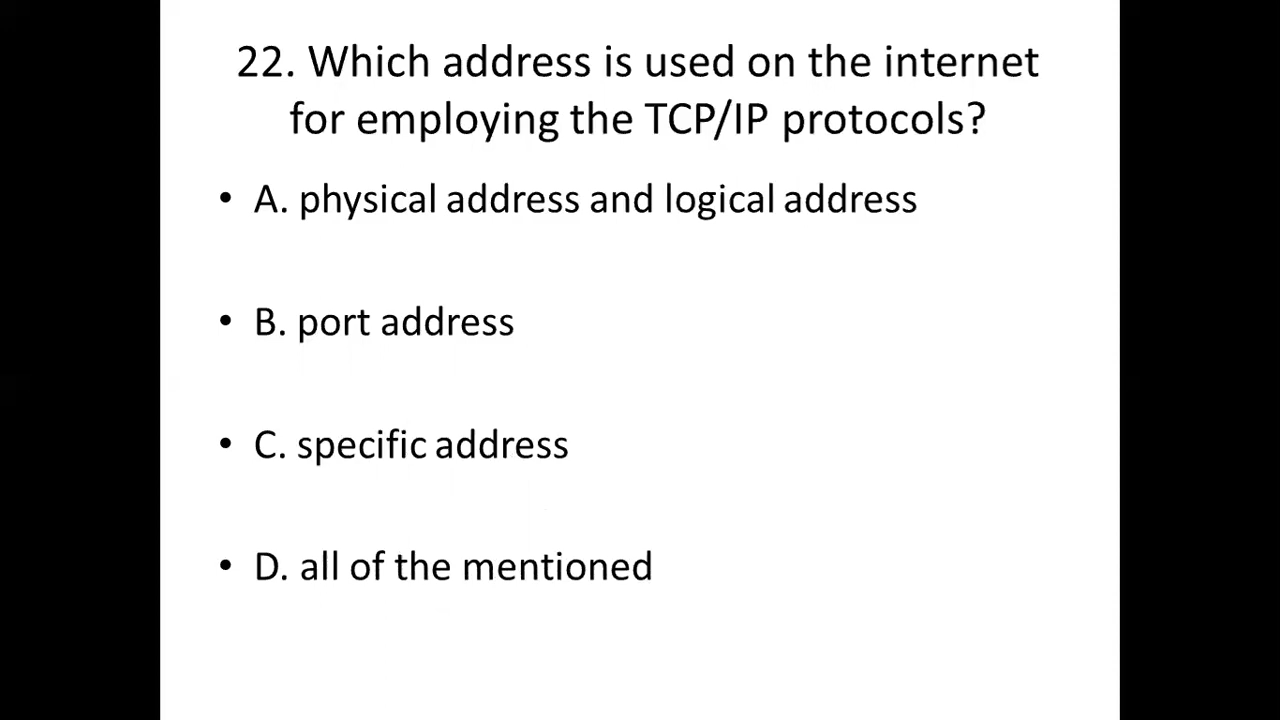 22. Which address is used on the internet
for employing the TCP/IP protocols?
• A. physical address and logical address
• B. port address
• C. specific address
• D. all of the mentioned